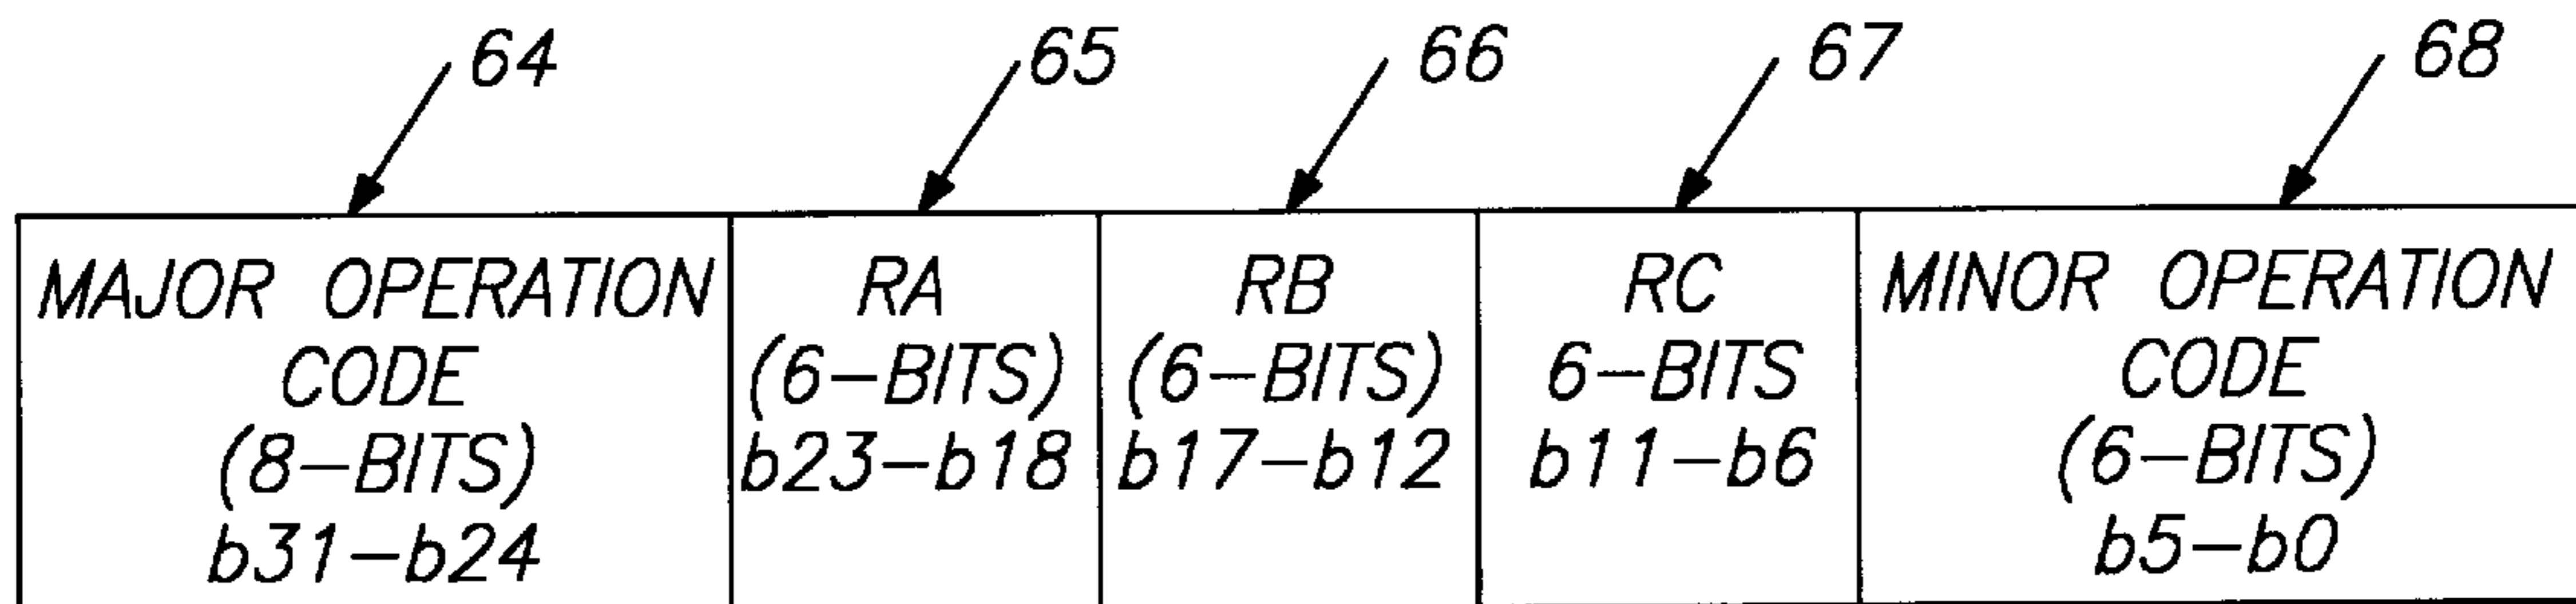 64
65
66
67
68
MAJOR OPERATION
CODE
(8-BITS)
b31-b24
RA
(6-BITS)
b23-b18
RB
(6-BITS)
b17-b12
RC
6-BITS
b11-b6
MINOR OPERATION
CODE
(6-BITS)
b5-b0